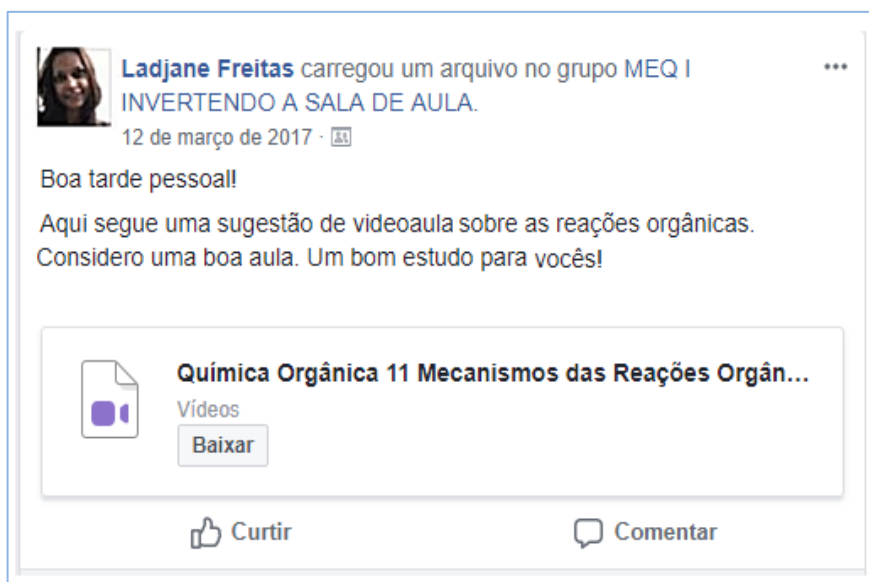 Ladjane Freitas carregou um arquivo no grupo MEQ I
INVERTENDO A SALA DE AULA.
12 de março de 2017 ·
Boa tarde pessoal!
Aqui segue uma sugestão de videoaula sobre as reações orgânicas.
Considero uma boa aula. Um bom estudo para vocês!
Química Orgânica 11 Mecanismos das Reações Orgân...
Vídeos
Baixar
Curtir
Comentar